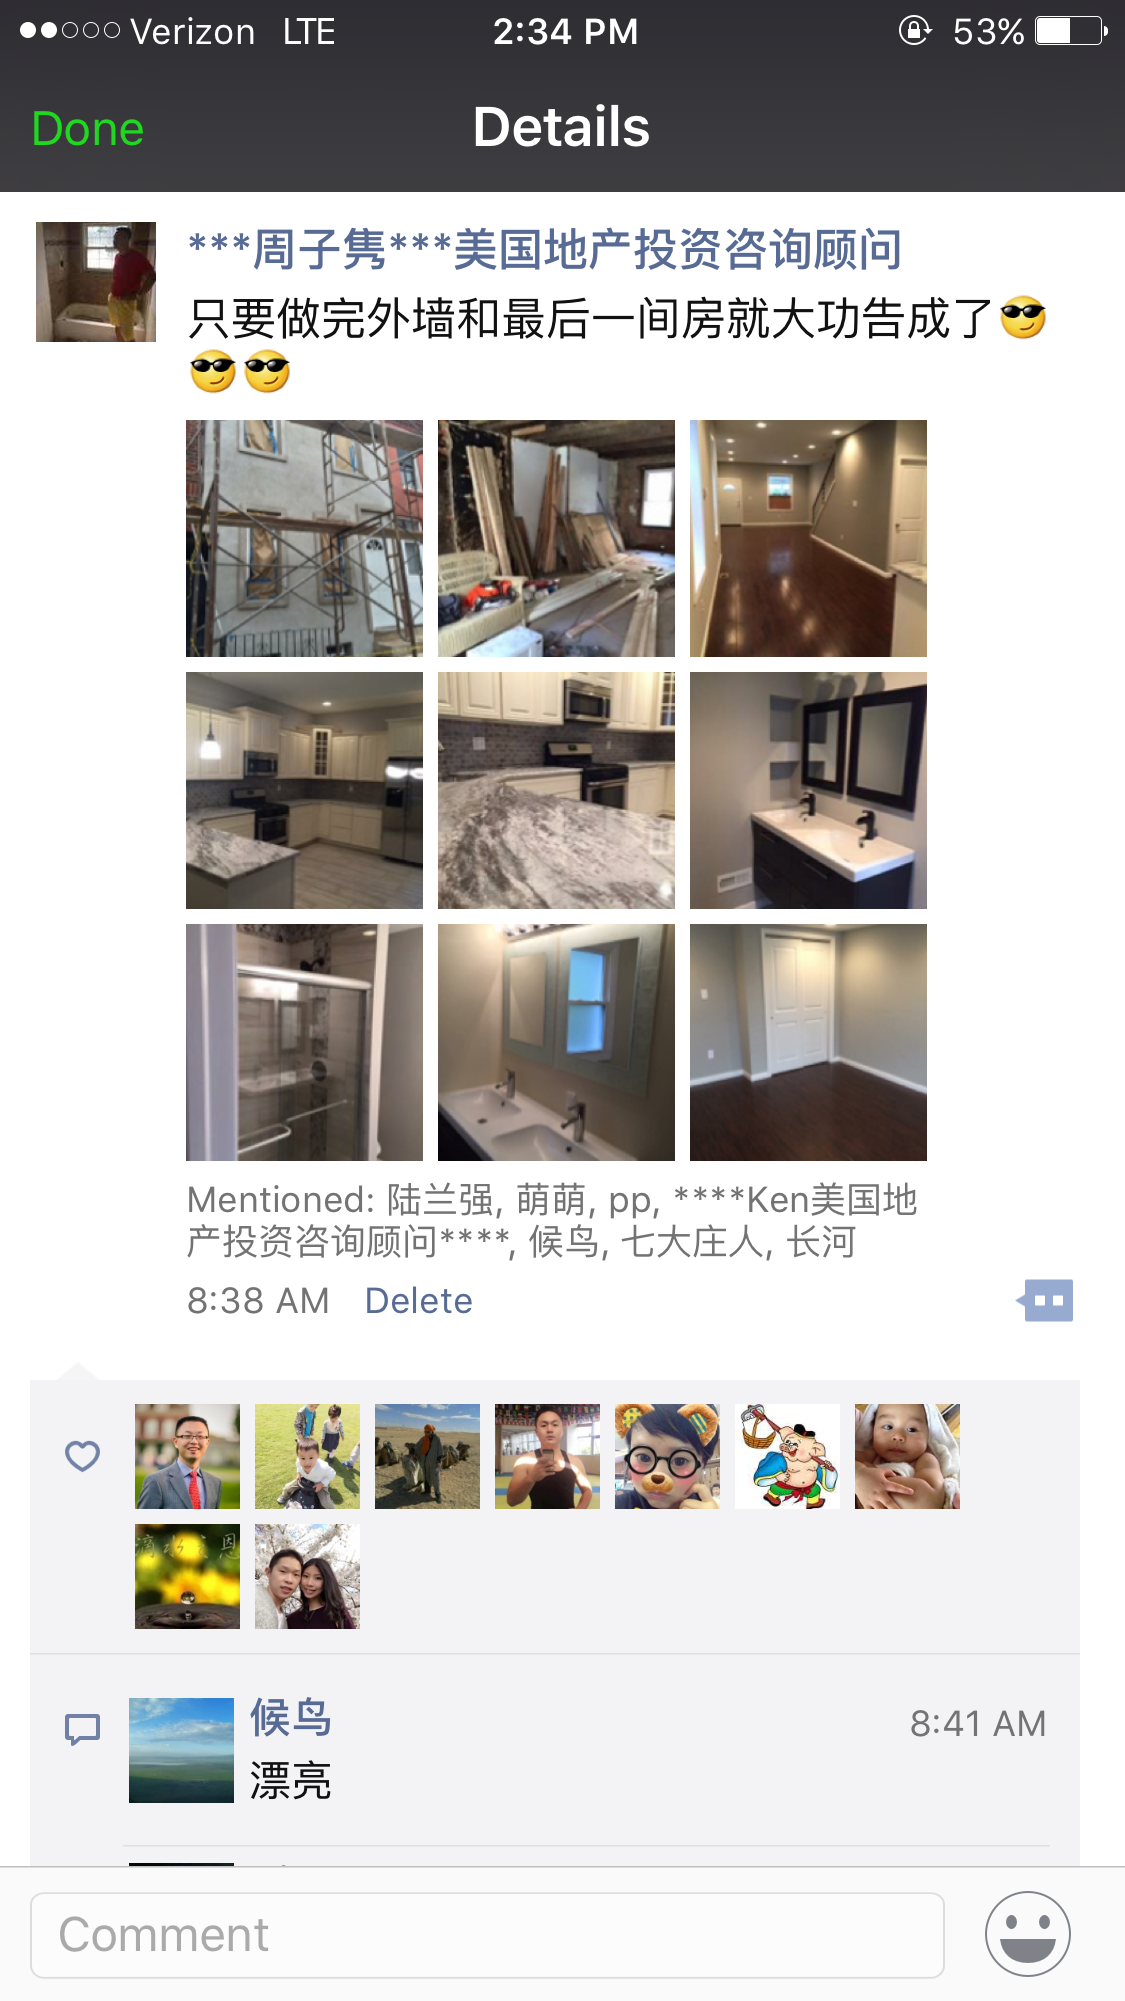 Verizon LTE 2:34 PM 53%
Done Details
***周子隽***美国地产投资咨询顾问
只要做完外墙和最后一间房就大功告成了😎
😎😎
Mentioned: 陆兰强, 萌萌, pp, ****Ken美国地
产投资咨询顾问****, 候鸟, 七大庄人, 长河
8:38 AM Delete
候鸟 8:41 AM
漂亮
Comment